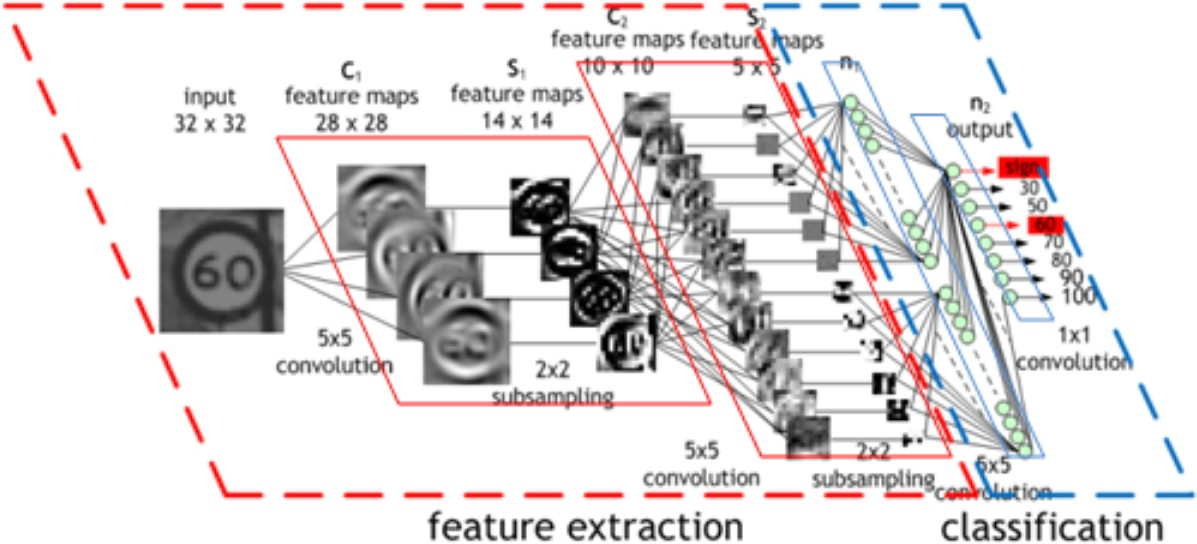 input
32 x 32
C1
feature maps
28 x 28
S1
feature maps
14 x 14
C2
feature maps
10 x 10
S2
feature maps
5 x 5
n1
n2
output
sign
30
50
60
70
80
90
100
60
5x5
convolution
2x2
subsampling
5x5
convolution
2x2
subsampling
5x5
convolution
1x1
convolution
feature extraction
classification